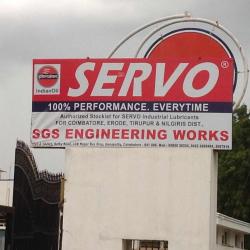 IndianOil
SERVO®
100% PERFORMANCE. EVERYTIME
Authorized Stockist for SERVO Industrial Lubricants
FOR COIMBATORE, ERODE, TIRUPUR & NILGIRIS DIST.,
SGS ENGINEERING WORKS